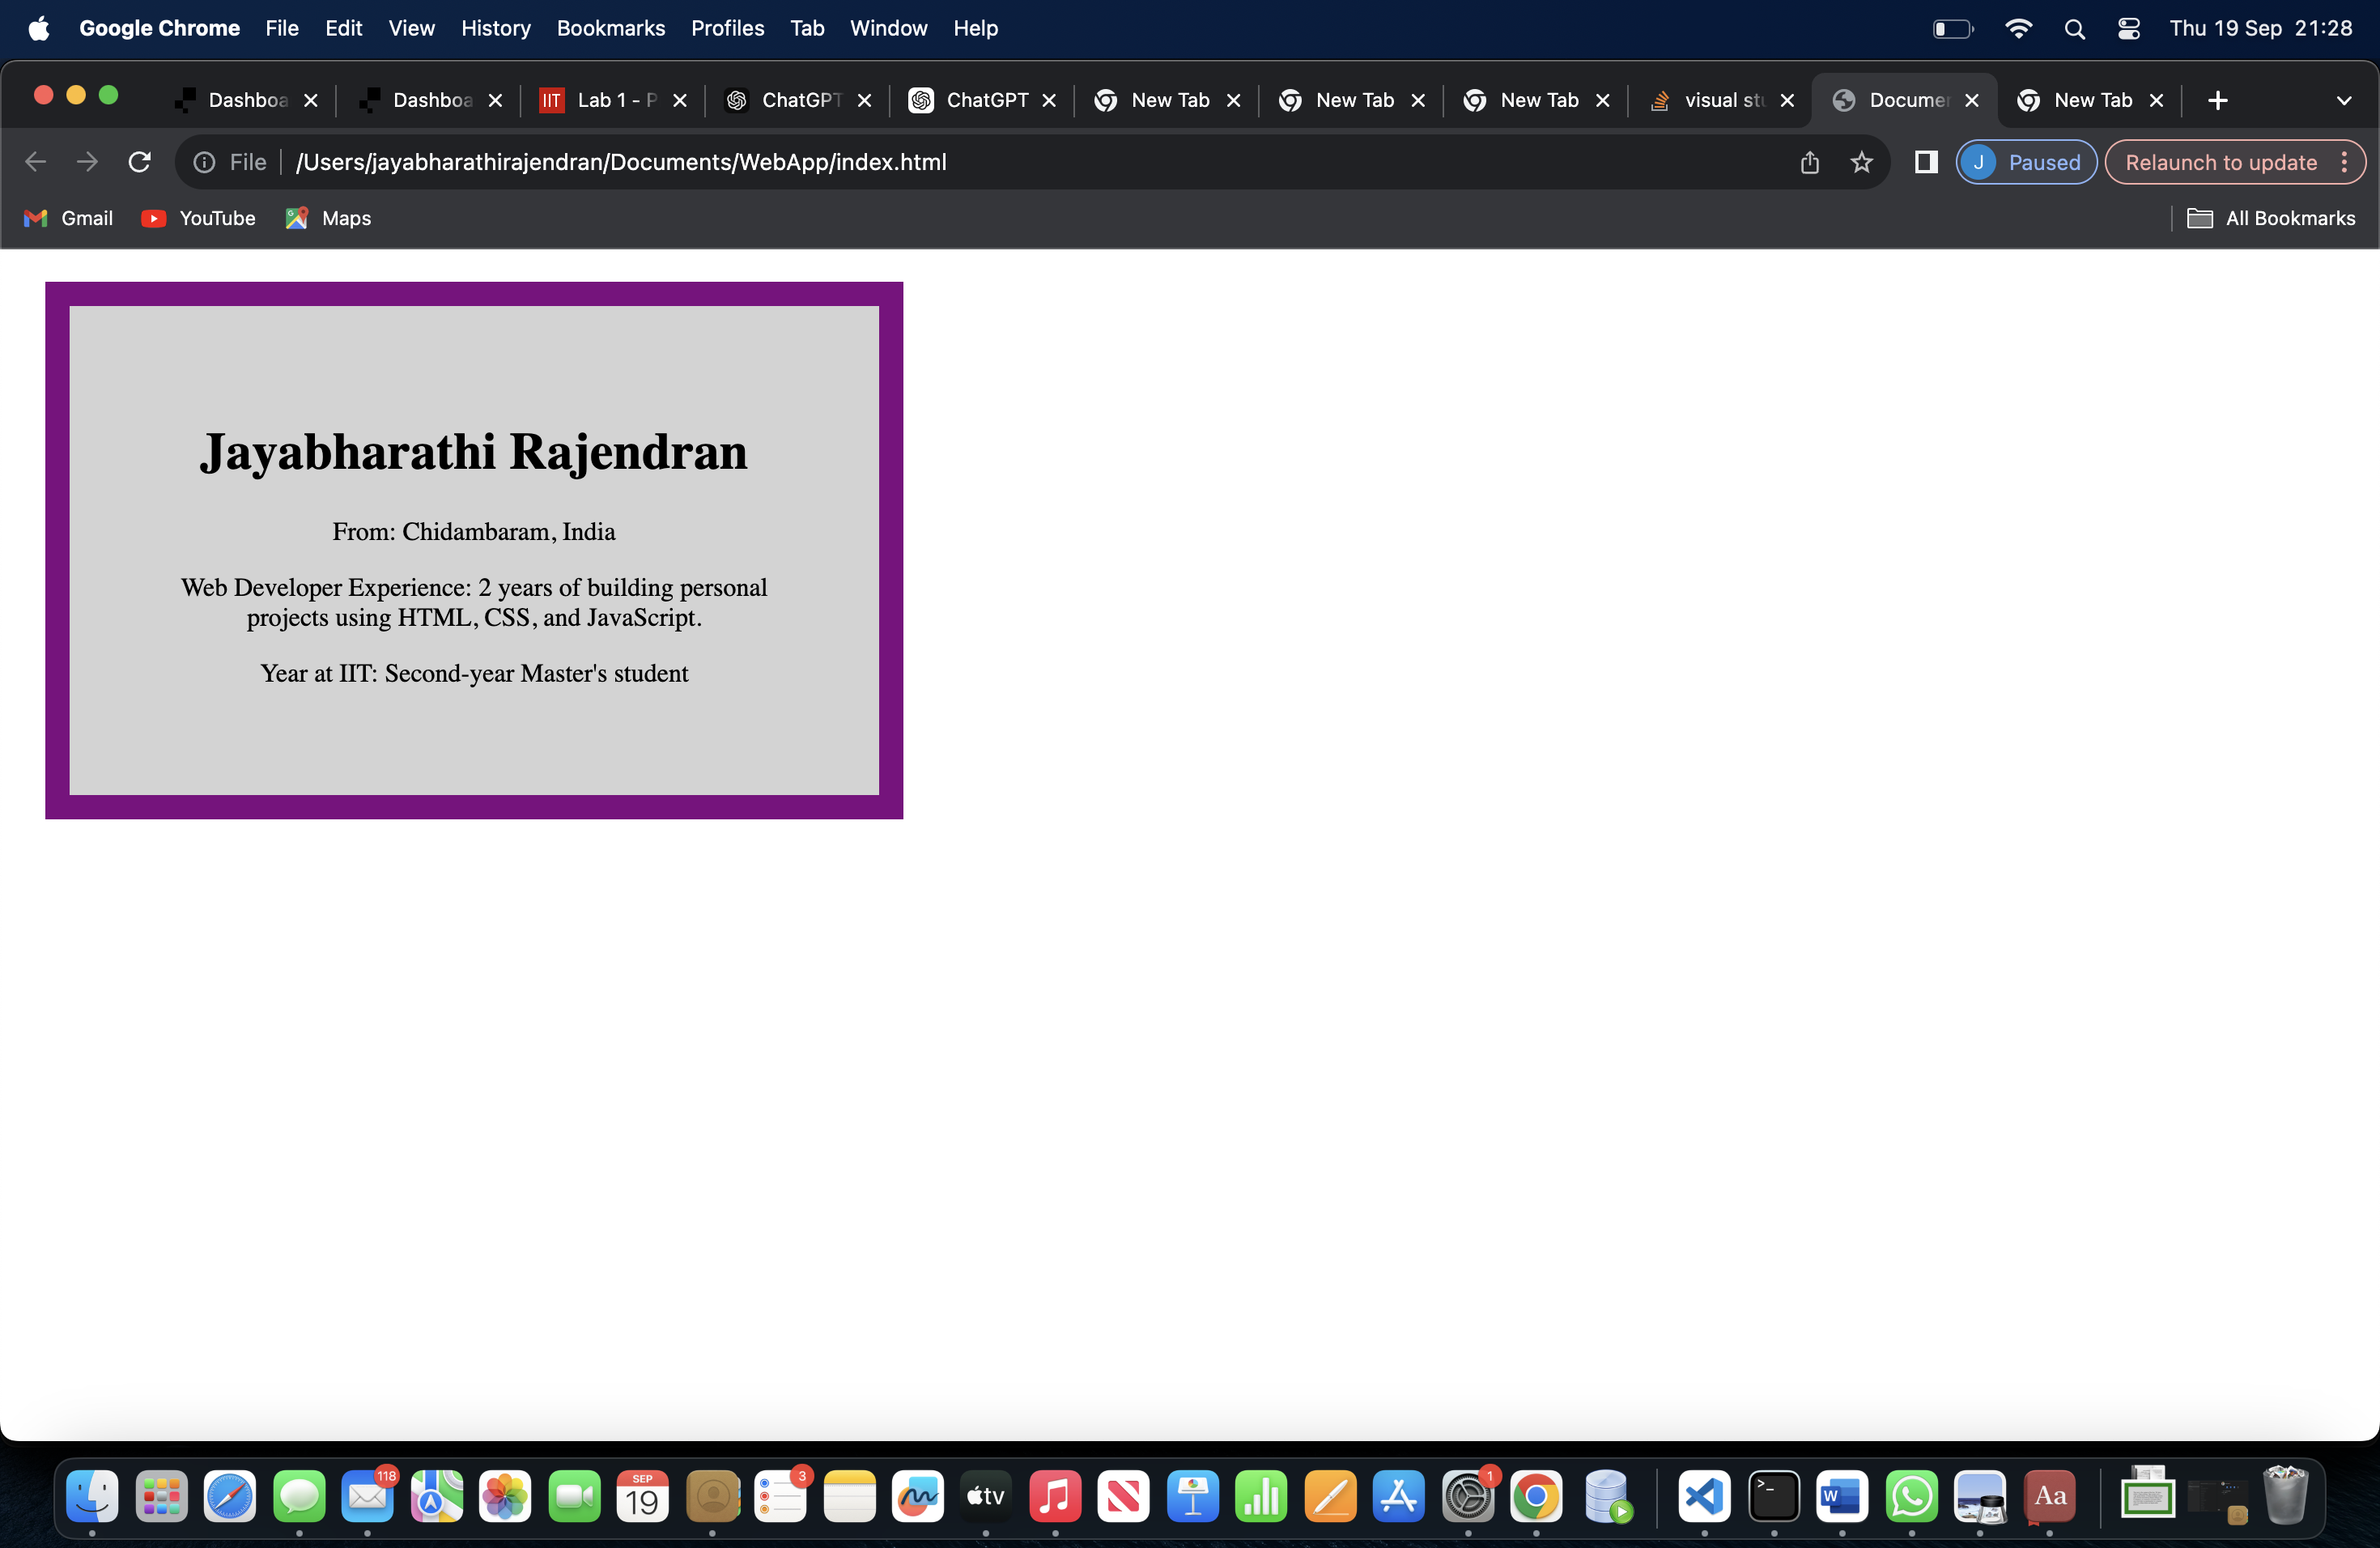 Google Chrome File Edit View History Bookmarks Profiles Tab Window Help Thu 19 Sep 21:28
Dashboa Dashboa IIT Lab 1 - P ChatGPT ChatGPT New Tab New Tab New Tab visual stu Documen New Tab
File /Users/jayabharathirajendran/Documents/WebApp/index.html J Paused Relaunch to update
Gmail YouTube Maps All Bookmarks
Jayabharathi Rajendran
From: Chidambaram, India
Web Developer Experience: 2 years of building personal
projects using HTML, CSS, and JavaScript.
Year at IIT: Second-year Master's student
118 SEP 19 3 tv 1 >_ W Aa